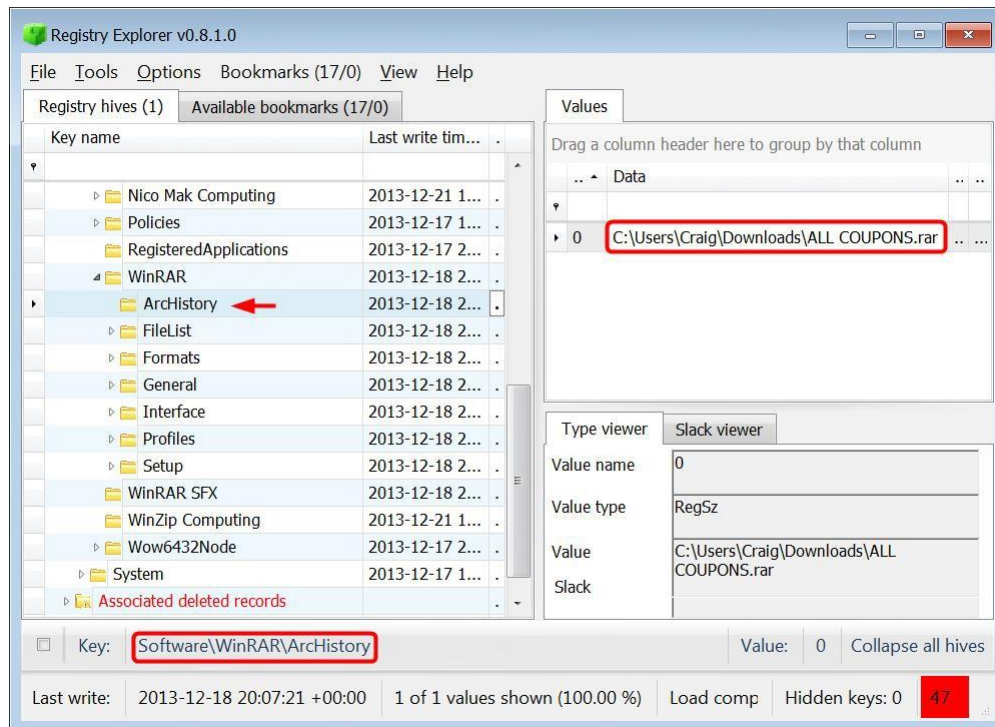 Registry Explorer v0.8.1.0
File Tools Options Bookmarks (17/0) View Help
Registry hives (1) Available bookmarks (17/0)
Key name Last write tim... .
Nico Mak Computing 2013-12-21 1... .
Policies 2013-12-17 1... .
RegisteredApplications 2013-12-17 2... .
WinRAR 2013-12-18 2... .
ArcHistory 2013-12-18 2... .
FileList 2013-12-18 2... .
Formats 2013-12-18 2... .
General 2013-12-18 2... .
Interface 2013-12-18 2... .
Profiles 2013-12-18 2... .
Setup 2013-12-18 2... .
WinRAR SFX 2013-12-18 2... .
WinZip Computing 2013-12-21 1... .
Wow6432Node 2013-12-17 2... .
System 2013-12-17 1... .
Associated deleted records .
Values
Drag a column header here to group by that column
.. Data .. ..
0 C:\Users\Craig\Downloads\ALL COUPONS.rar .. ...
Type viewer Slack viewer
Value name 0
Value type RegSz
Value C:\Users\Craig\Downloads\ALL
COUPONS.rar
Slack
Key: Software\WinRAR\ArcHistory Value: 0 Collapse all hives
Last write: 2013-12-18 20:07:21 +00:00 1 of 1 values shown (100.00 %) Load comp Hidden keys: 0 47